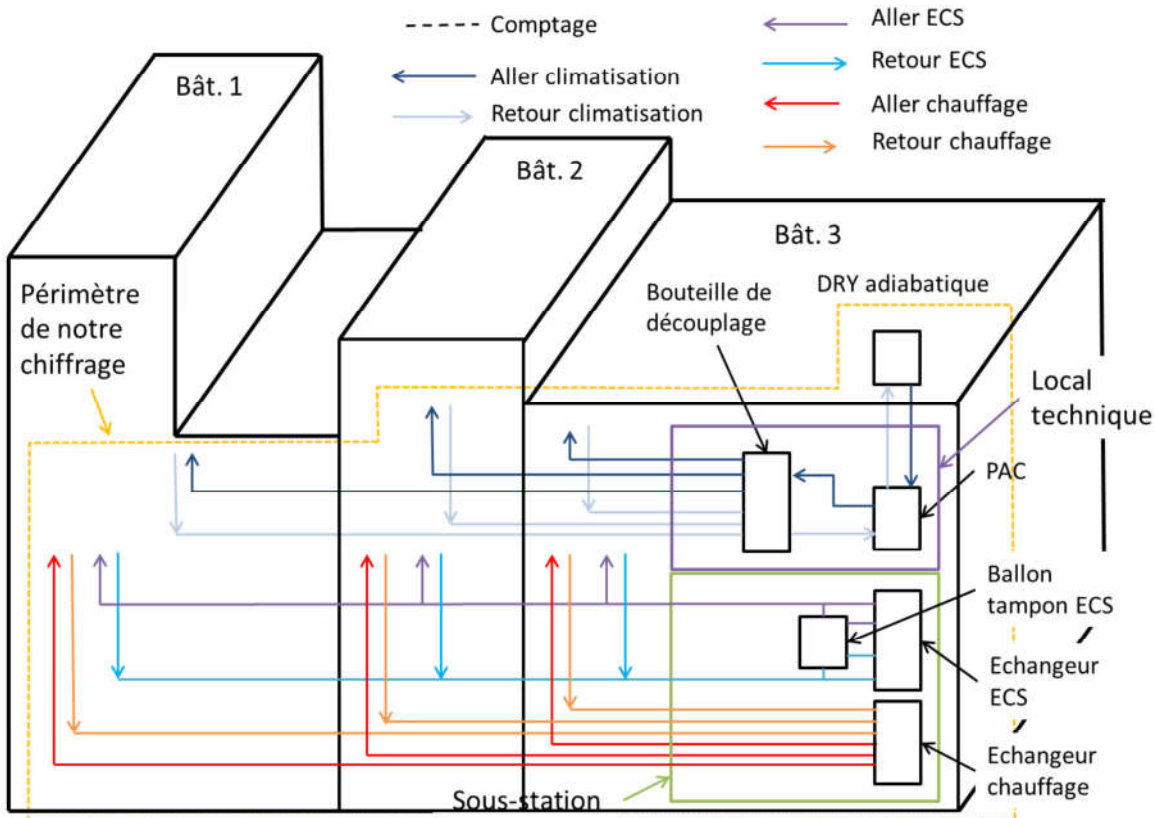 Comptage
Aller climatisation
Retour climatisation
Aller ECS
Retour ECS
Aller chauffage
Retour chauffage
Bât. 1
Bât. 2
Bât. 3
Périmètre
de notre
chiffrage
Bouteille de
découplage
DRY adiabatique
Local
technique
PAC
Ballon
tampon ECS
Echangeur
ECS
Echangeur
chauffage
Sous-station